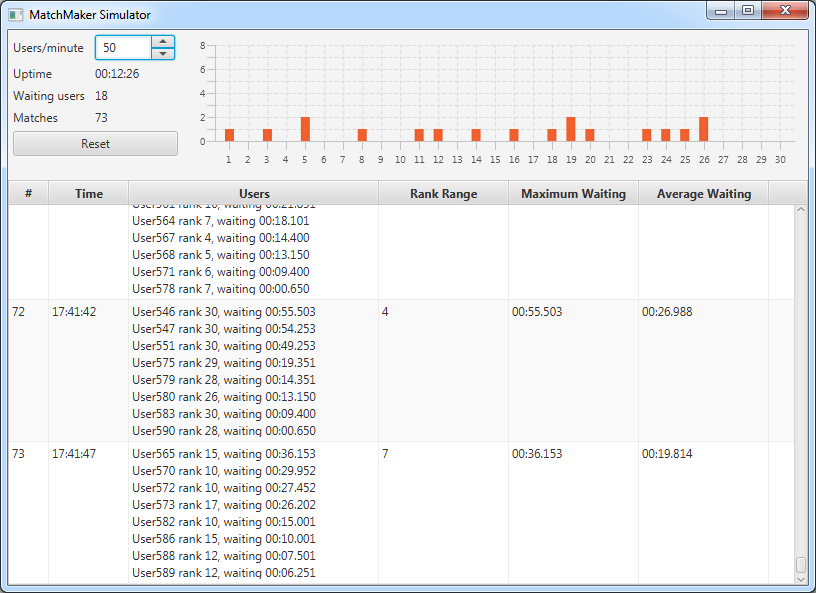 MatchMaker Simulator
Users/minute 50
Uptime 00:12:26
Waiting users 18
Matches 73
Reset
8
6
4
2
0
1 2 3 4 5 6 7 8 9 10 11 12 13 14 15 16 17 18 19 20 21 22 23 24 25 26 27 28 29 30
# Time Users Rank Range Maximum Waiting Average Waiting
User564 rank 7, waiting 00:18.101
User567 rank 4, waiting 00:14.400
User568 rank 5, waiting 00:13.150
User571 rank 6, waiting 00:09.400
User578 rank 7, waiting 00:00.650
72 17:41:42 User546 rank 30, waiting 00:55.503 4 00:55.503 00:26.988
User547 rank 30, waiting 00:54.253
User551 rank 30, waiting 00:49.253
User575 rank 29, waiting 00:19.351
User579 rank 28, waiting 00:14.351
User580 rank 26, waiting 00:13.150
User583 rank 30, waiting 00:09.400
User590 rank 28, waiting 00:00.650
73 17:41:47 User565 rank 15, waiting 00:36.153 7 00:36.153 00:19.814
User570 rank 10, waiting 00:29.952
User572 rank 10, waiting 00:27.452
User573 rank 17, waiting 00:26.202
User582 rank 10, waiting 00:15.001
User586 rank 15, waiting 00:10.001
User588 rank 12, waiting 00:07.501
User589 rank 12, waiting 00:06.251